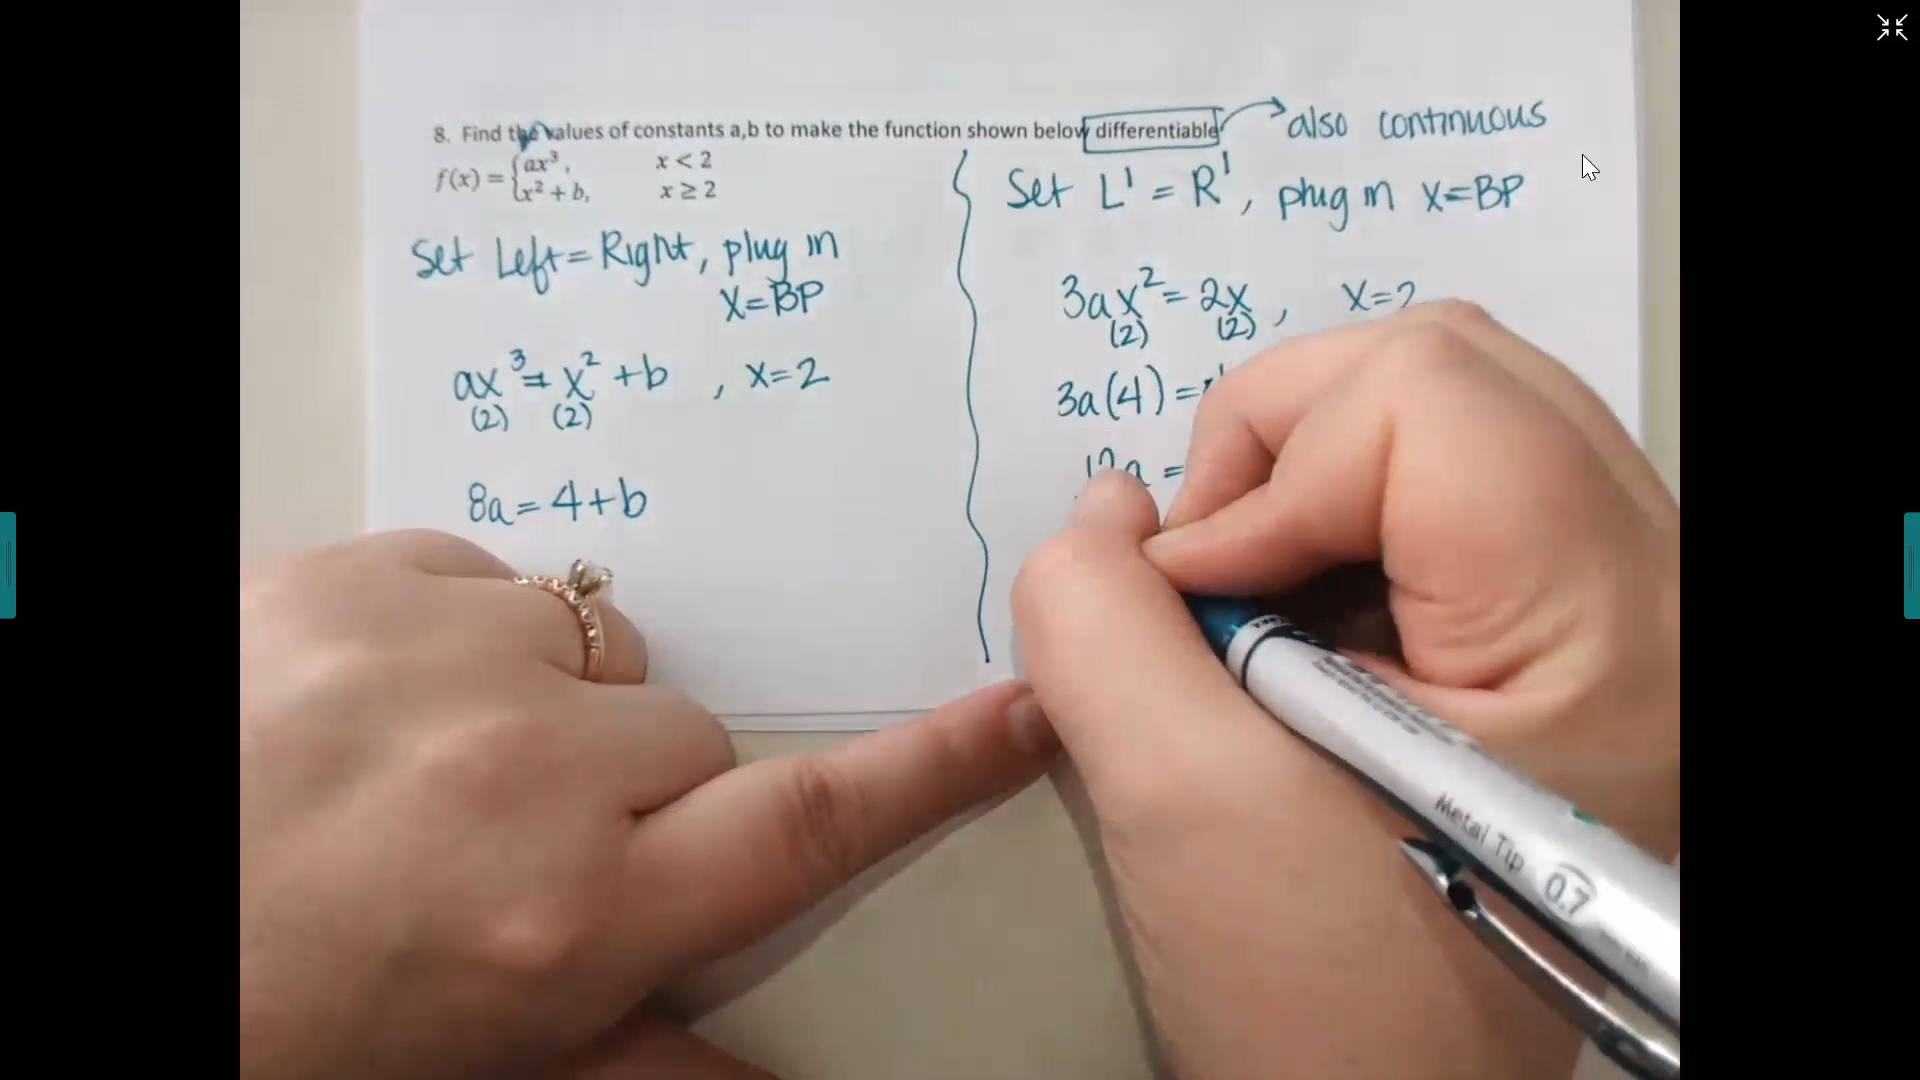 8. Find the values of constants a,b to make the function shown below differentiable
f(x) = { ax³, x < 2
x² + b, x ≥ 2
also continuous
Set Left = Right, plug in
x=BP
ax³ = x² + b , x=2
(2) (2)
8a = 4+b
Set L' = R', plug in x=BP
3ax² = 2x , x=2
(2) (2)
3a(4) =
12a =
Metal Tip 0.7